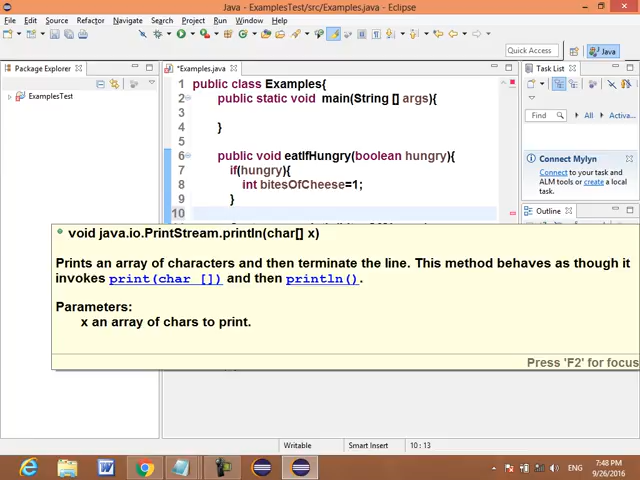 Java - ExamplesTest/src/Examples.java - Eclipse
File Edit Source Refactor Navigate Search Project Run Window Help
Quick Access
Java
Package Explorer
*Examples.java
Task List
ExamplesTest
1 public class Examples{
2 public static void main(String [] args){
3
4 }
5
6 public void eatIfHungry(boolean hungry){
7 if(hungry){
8 int bitesOfCheese=1;
9 }
10
Find
All
Activa...
Connect Mylyn
Connect to your task and
ALM tools or create a local
task.
Outline
void java.io.PrintStream.println(char[] x)
Prints an array of characters and then terminate the line. This method behaves as though it
invokes print(char []) and then println().
Parameters:
x an array of chars to print.
Press 'F2' for focus
Writable
Smart Insert
10 : 13
ENG
7:48 PM
9/26/2016